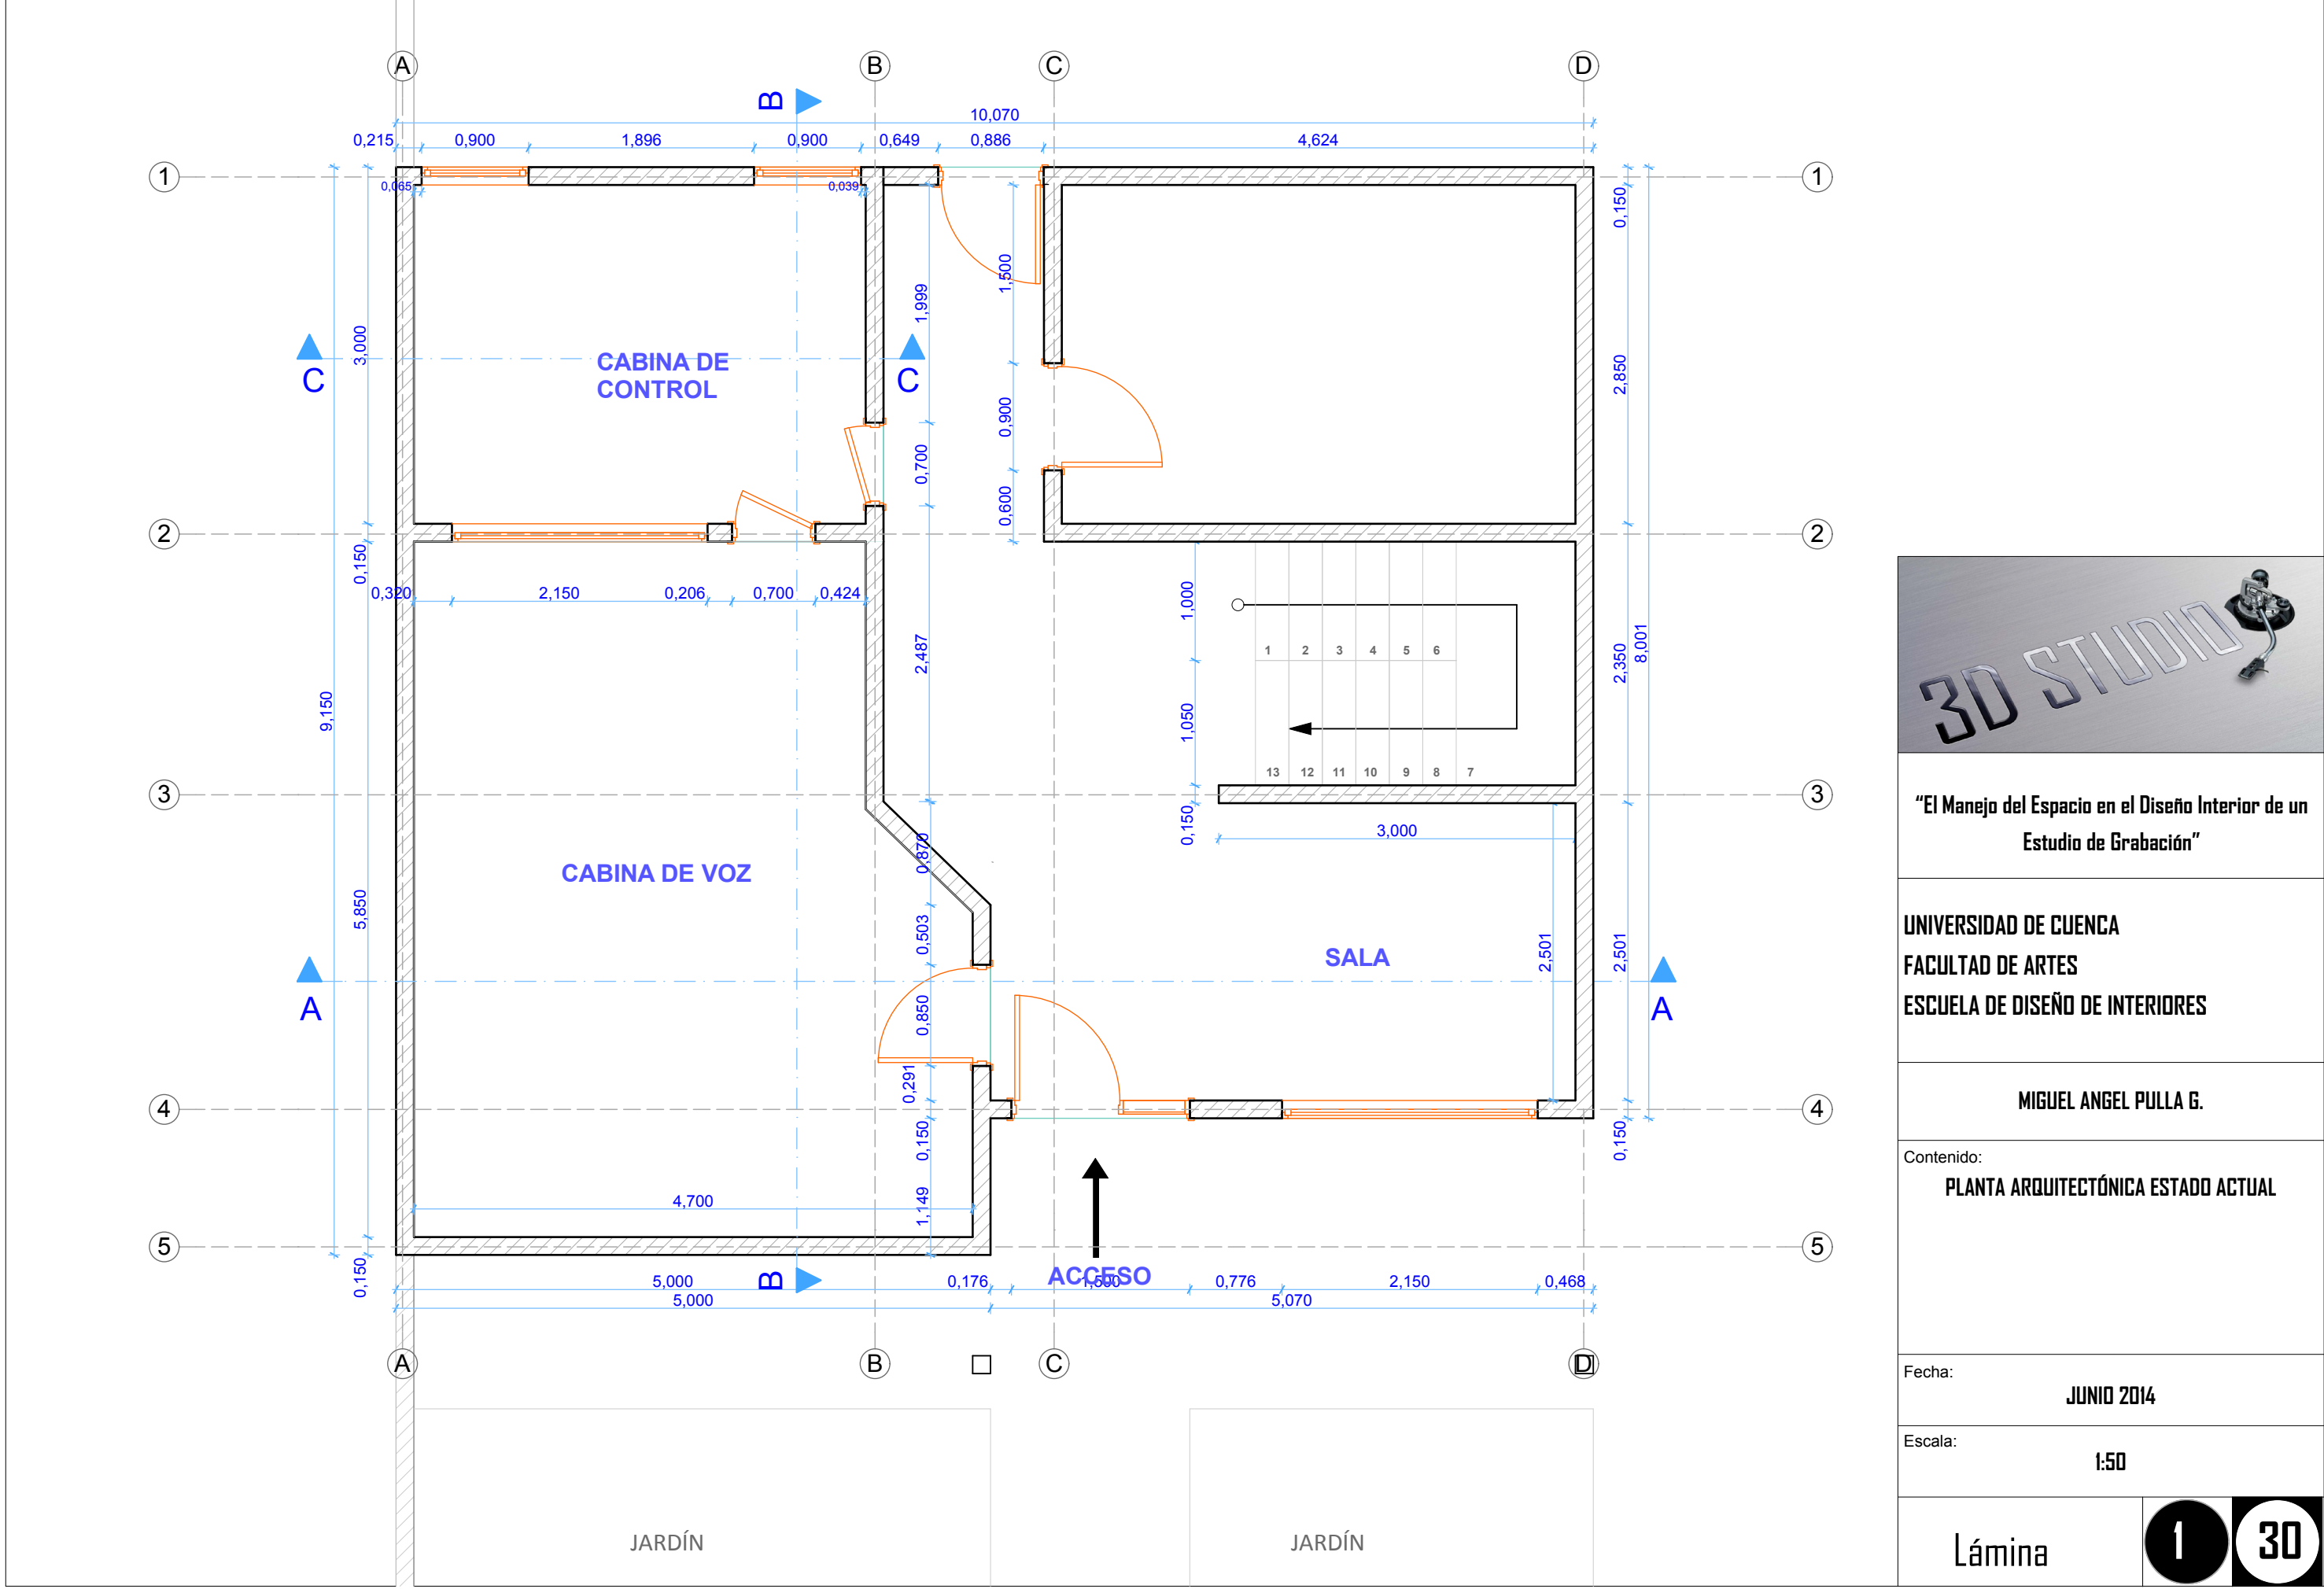 A
B
C
D
B
10,070
0,215
0,900
1,896
0,900
0,649
0,886
4,624
1
1
0,065
0,039
0,150
1,500
1,999
3,000
2,850
CABINA DE
CONTROL
C
C
0,900
0,700
0,600
2
2
0,150
0,320
2,150
0,206
0,700
0,424
1,000
2,487
1
2
3
4
5
6
2,350
8,001
9,150
1,050
13
12
11
10
9
8
7
3
3
0,150
3,000
0,870
CABINA DE VOZ
5,850
0,503
SALA
2,501
2,501
A
A
0,850
0,291
4
4
0,150
0,150
4,700
1,149
5
5
0,150
5,000
B
0,176
ACCESO
1,500
0,776
2,150
0,468
5,000
5,070
A
B
C
D
JARDÍN
JARDÍN
3D STUDIO
“El Manejo del Espacio en el Diseño Interior de un
Estudio de Grabación”
UNIVERSIDAD DE CUENCA
FACULTAD DE ARTES
ESCUELA DE DISEÑO DE INTERIORES
MIGUEL ANGEL PULLA G.
Contenido:
PLANTA ARQUITECTÓNICA ESTADO ACTUAL
Fecha:
JUNIO 2014
Escala:
1:50
Lámina
1
30